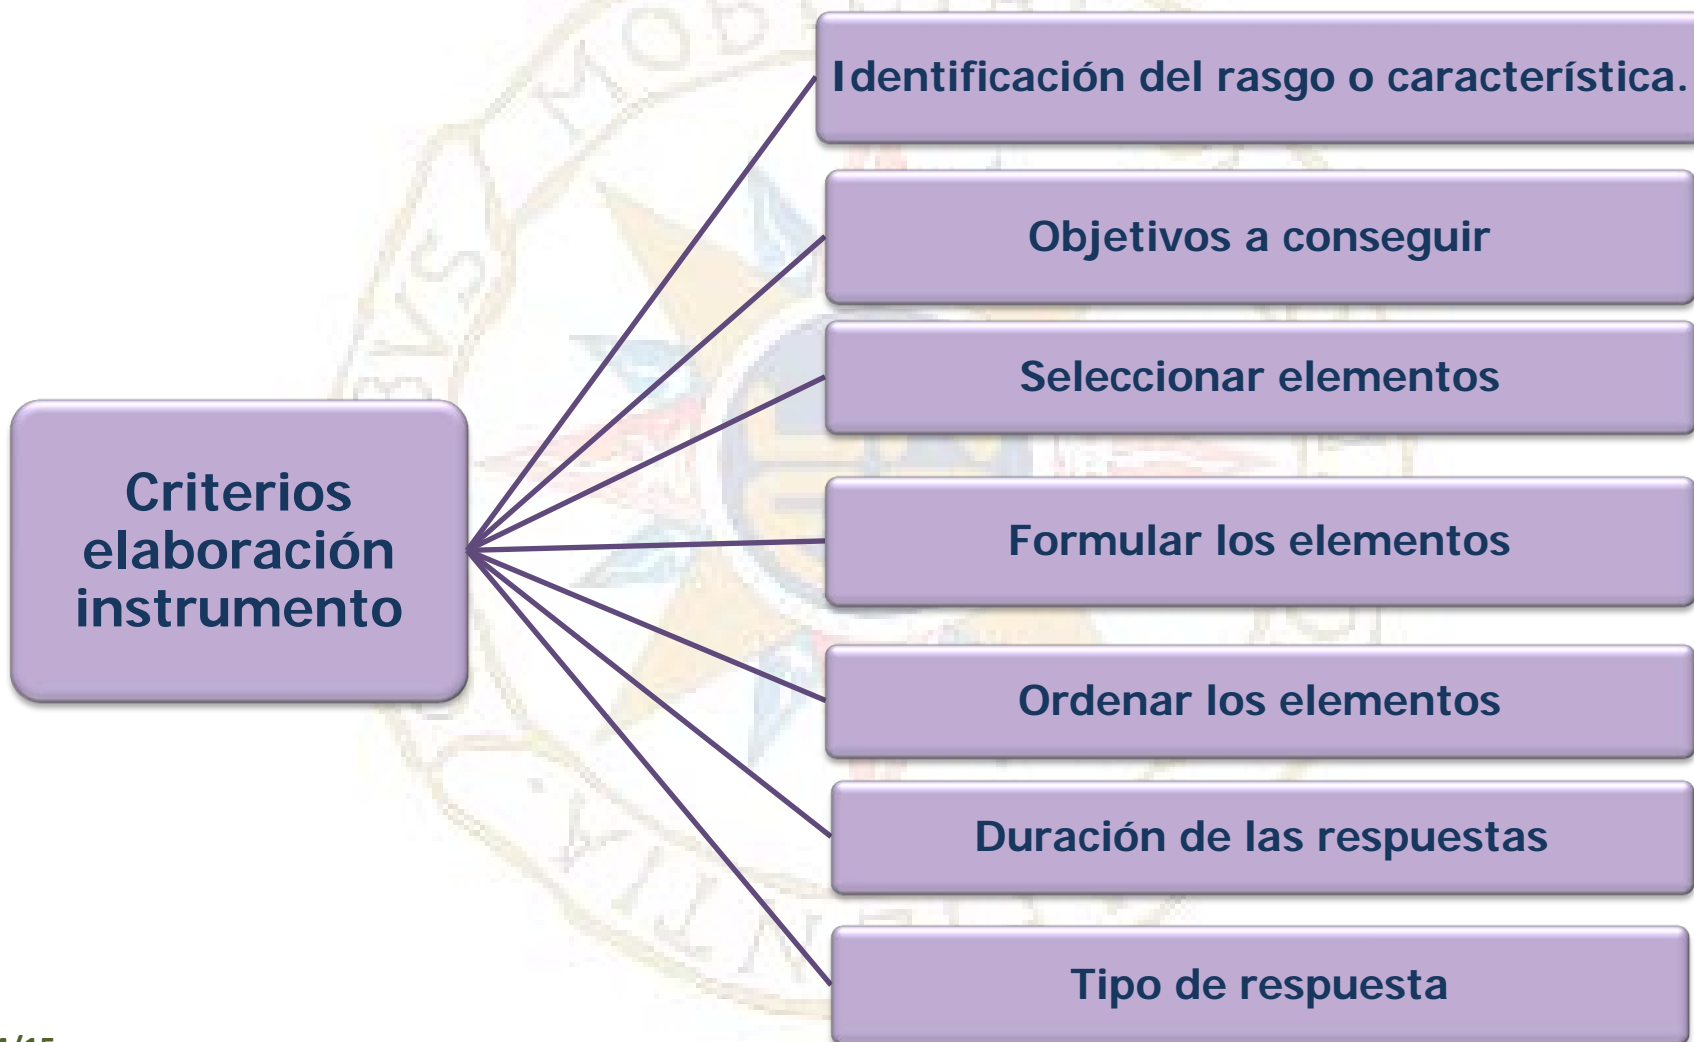 Identificación del rasgo o característica.
Objetivos a conseguir
Seleccionar elementos
Criterios
elaboración
instrumento
Formular los elementos
Ordenar los elementos
Duración de las respuestas
Tipo de respuesta